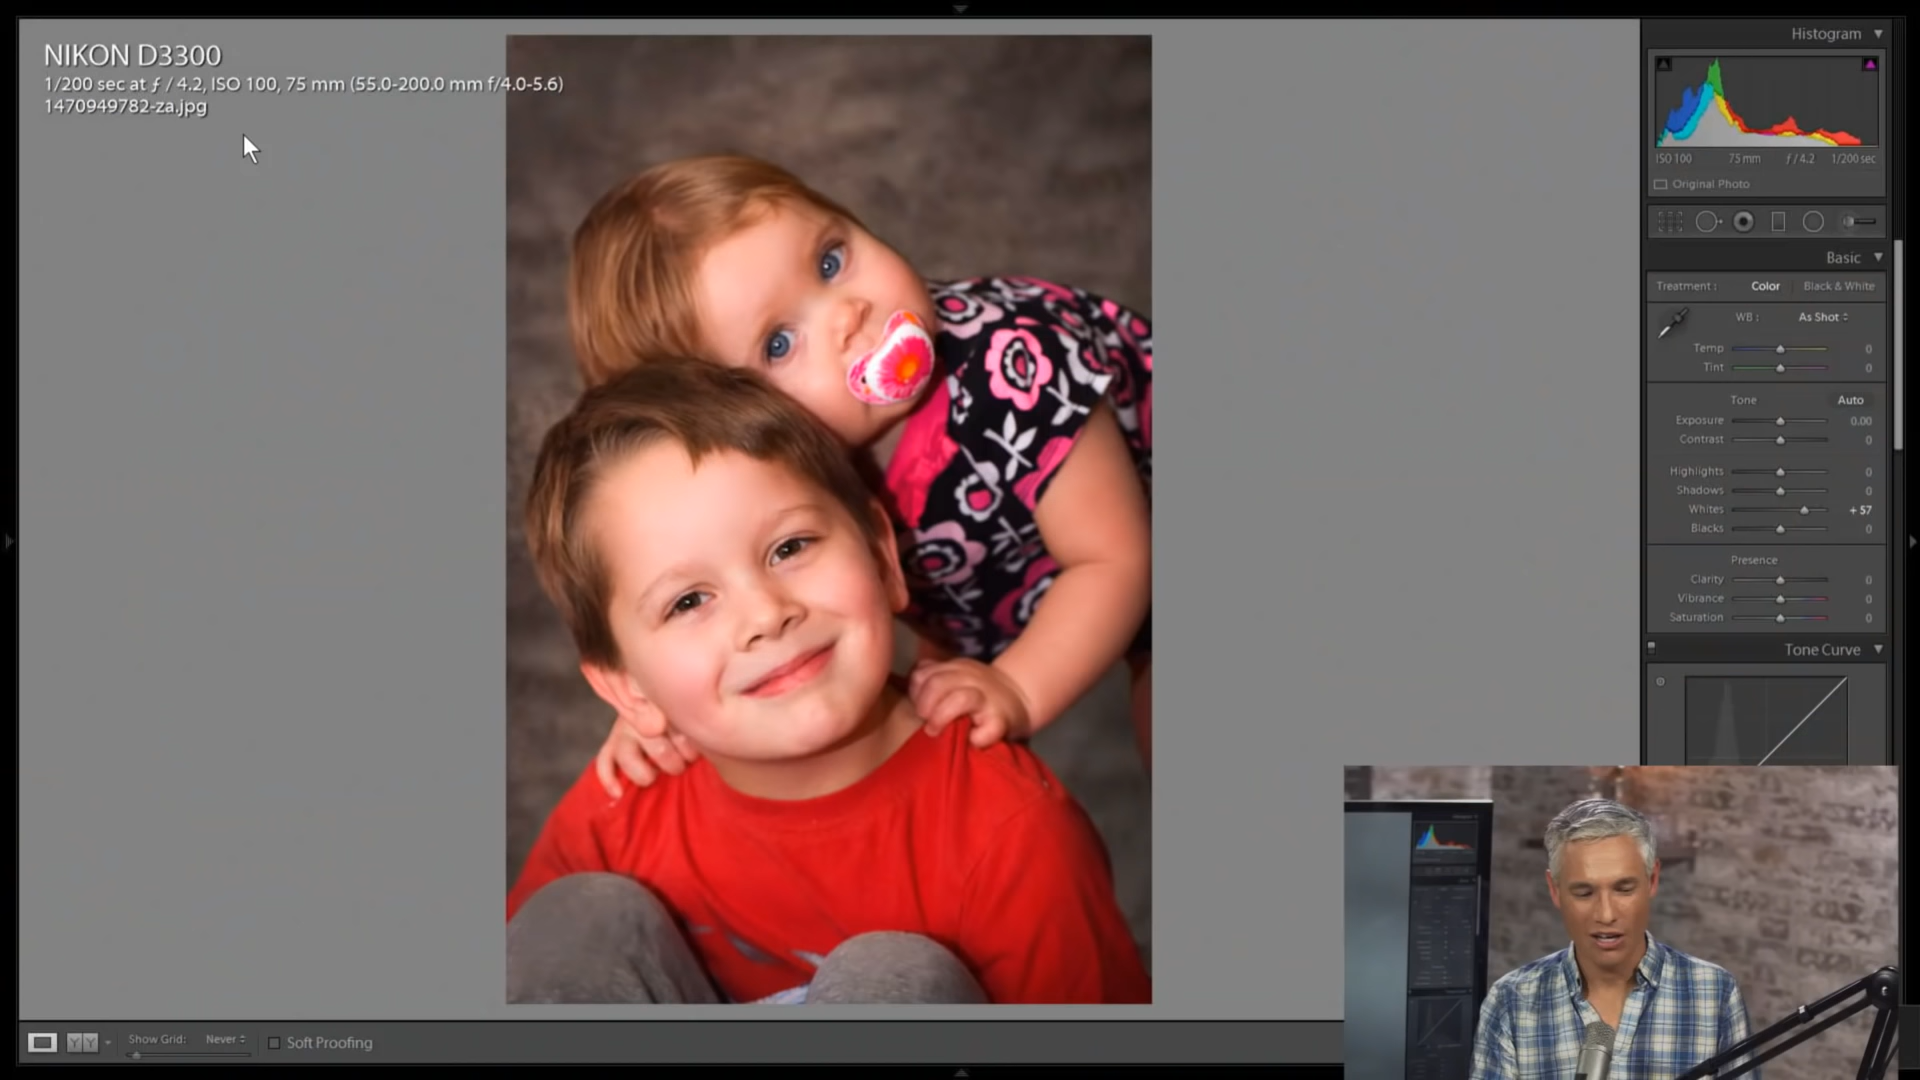 NIKON D3300
1/200 sec at ƒ / 4.2, ISO 100, 75 mm (55.0-200.0 mm f/4.0-5.6)
1470949782-za.jpg
Histogram
ISO 100 75 mm ƒ / 4.2 1/200 sec
Original Photo
Basic
Treatment : Color Black & White
WB : As Shot
Temp 0
Tint 0
Tone Auto
Exposure 0.00
Contrast 0
Highlights 0
Shadows 0
Whites + 57
Blacks 0
Presence
Clarity 0
Vibrance 0
Saturation 0
Tone Curve
Y Y Show Grid: Never Soft Proofing